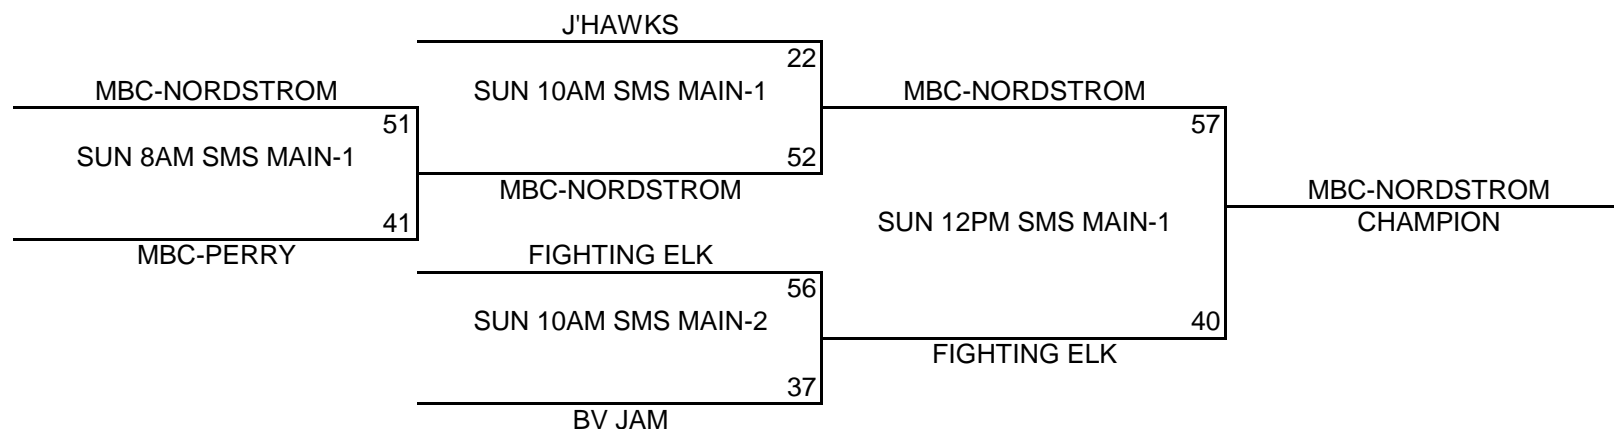 J'HAWKS
22
MBC-NORDSTROM
SUN 10AM SMS MAIN-1
MBC-NORDSTROM
51
57
SUN 8AM SMS MAIN-1
52
MBC-NORDSTROM
MBC-NORDSTROM
41
SUN 12PM SMS MAIN-1
CHAMPION
MBC-PERRY
FIGHTING ELK
56
SUN 10AM SMS MAIN-2
40
FIGHTING ELK
37
BV JAM